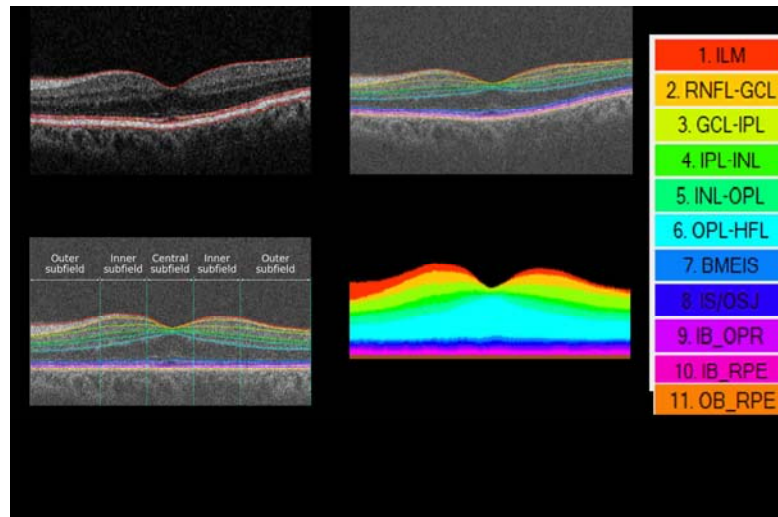 1. ILM
2. RNFL-GCL
3. GCL-IPL
4. IPL-INL
5. INL-OPL
6. OPL-HFL
7. BMEIS
8. IS/OSJ
9. IB_OPR
10. IB_RPE
11. OB_RPE
Outer subfield
Inner subfield
Central subfield
Inner subfield
Outer subfield